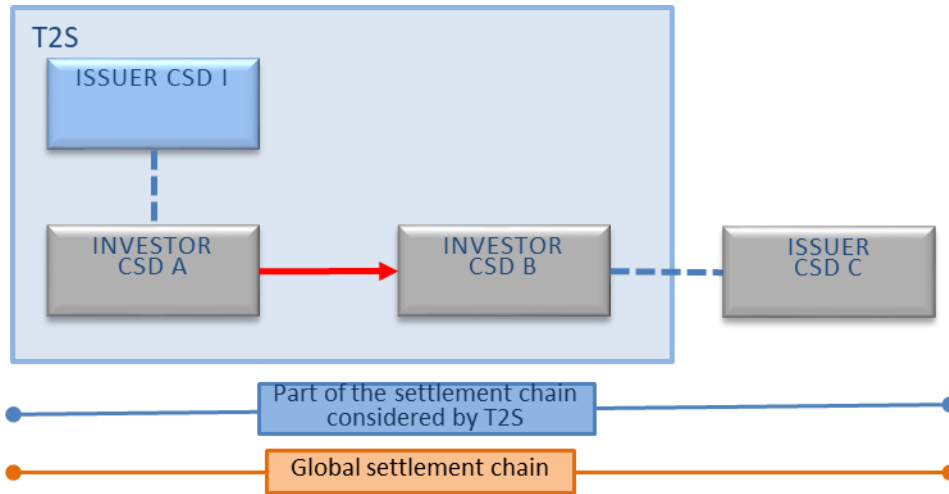 T2S
ISSUER CSD I
INVESTOR
CSD A
INVESTOR
CSD B
ISSUER
CSD C
Part of the settlement chain
considered by T2S
Global settlement chain